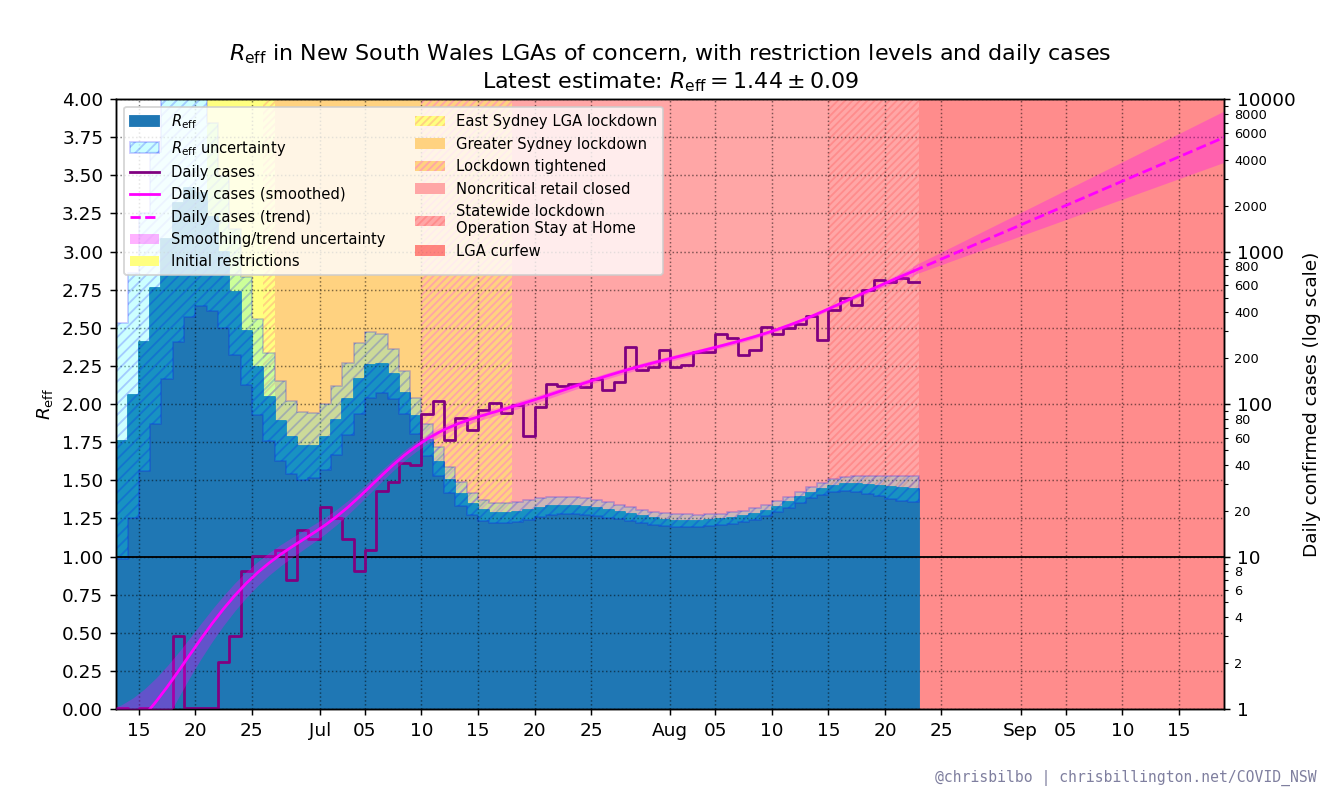 Reff in New South Wales LGAs of concern, with restriction levels and daily cases
Latest estimate: Reff = 1.44 ± 0.09
4.00
3.75
3.50
3.25
3.00
2.75
2.50
2.25
2.00
1.75
1.50
1.25
1.00
0.75
0.50
0.25
0.00
Reff
Reff
Reff uncertainty
Daily cases
Daily cases (smoothed)
Daily cases (trend)
Smoothing/trend uncertainty
Initial restrictions
East Sydney LGA lockdown
Greater Sydney lockdown
Lockdown tightened
Noncritical retail closed
Statewide lockdown
Operation Stay at Home
LGA curfew
10000
8000
6000
4000
2000
1000
800
600
400
200
100
80
60
40
20
10
8
6
4
2
1
Daily confirmed cases (log scale)
15 20 25 Jul 05 10 15 20 25 Aug 05 10 15 20 25 Sep 05 10 15
@chrisbilbo | chrisbillington.net/COVID_NSW